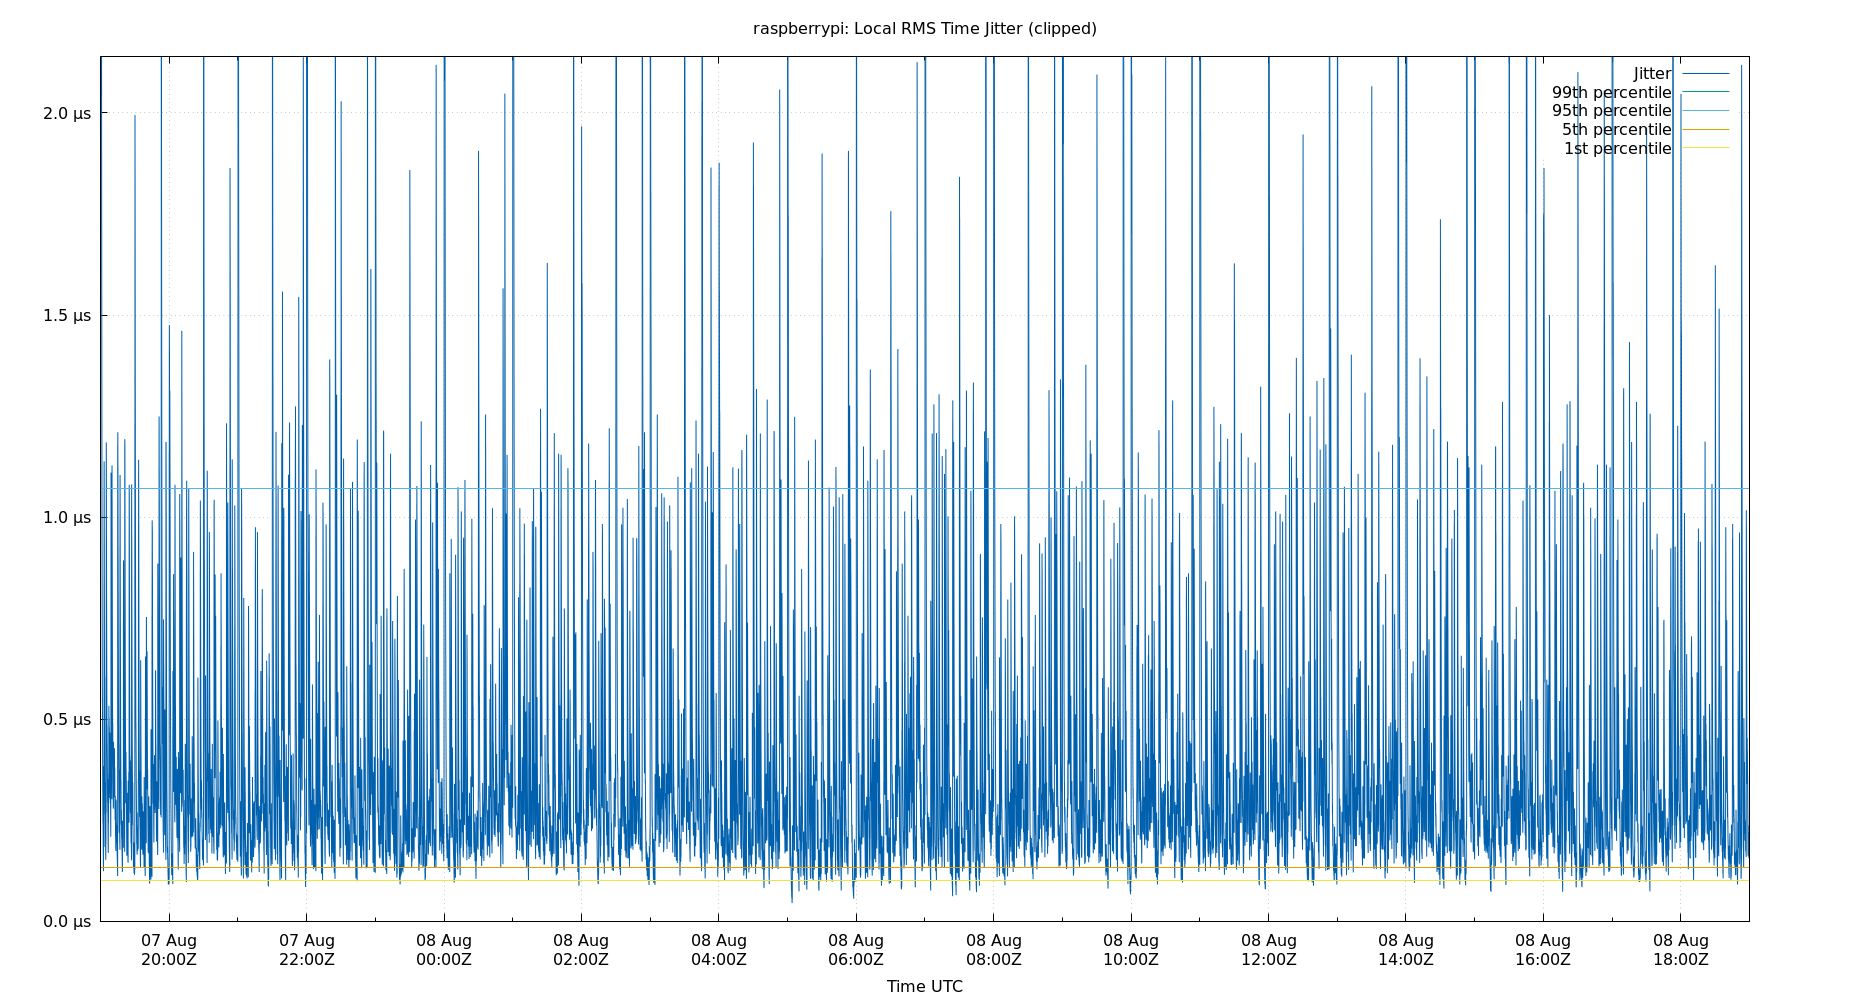 raspberrypi: Local RMS Time Jitter (clipped)
Jitter
99th percentile
95th percentile
5th percentile
1st percentile
2.0 µs
1.5 µs
1.0 µs
0.5 µs
0.0 µs
07 Aug 07 Aug 08 Aug 08 Aug 08 Aug 08 Aug 08 Aug 08 Aug 08 Aug 08 Aug 08 Aug 08 Aug
20:00Z 22:00Z 00:00Z 02:00Z 04:00Z 06:00Z 08:00Z 10:00Z 12:00Z 14:00Z 16:00Z 18:00Z
Time UTC